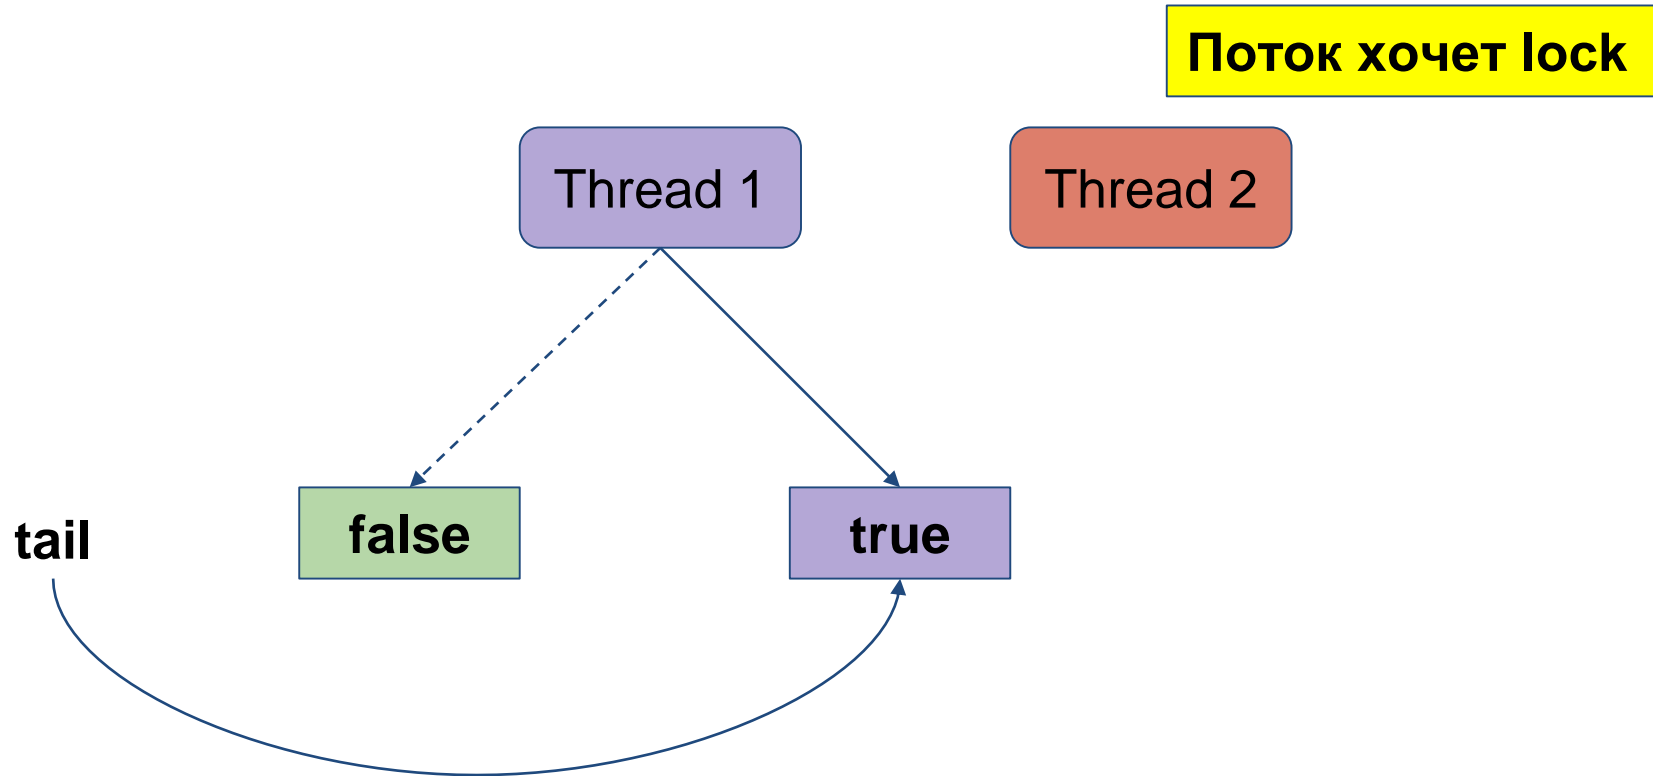 Поток хочет lock
Thread 1
Thread 2
tail
false
true